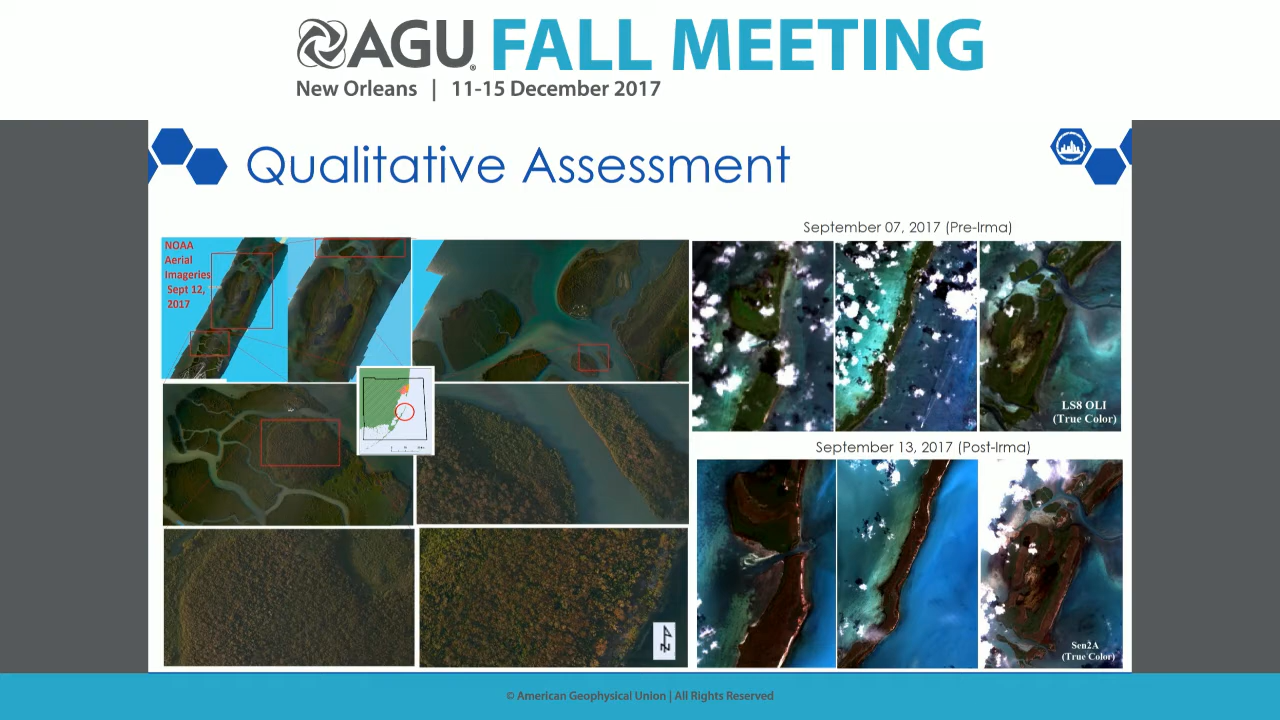 AGU FALL MEETING
New Orleans | 11-15 December 2017
Qualitative Assessment
NOAA
Aerial
Imageries
Sept 12,
2017
September 07, 2017 (Pre-Irma)
LS8 OLI
(True Color)
September 13, 2017 (Post-Irma)
Sen2A
(True Color)
N
© American Geophysical Union | All Rights Reserved